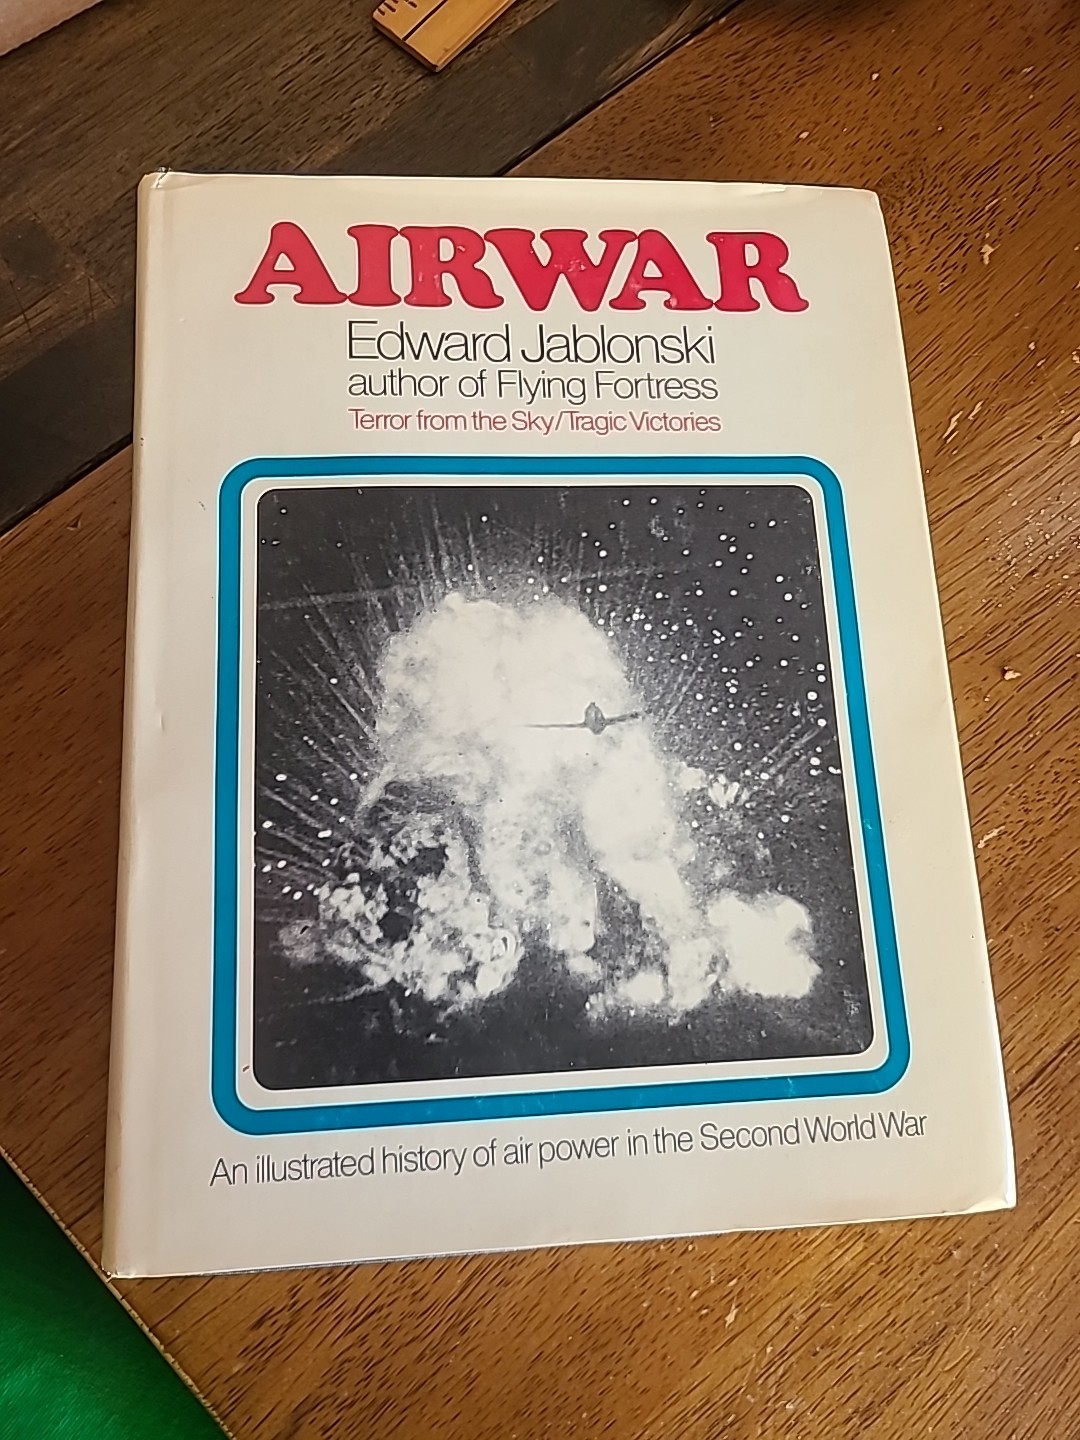 AIRWAR
Edward Jablonski
author of Flying Fortress
Terror from the Sky/Tragic Victories
An illustrated history of air power in the Second World War